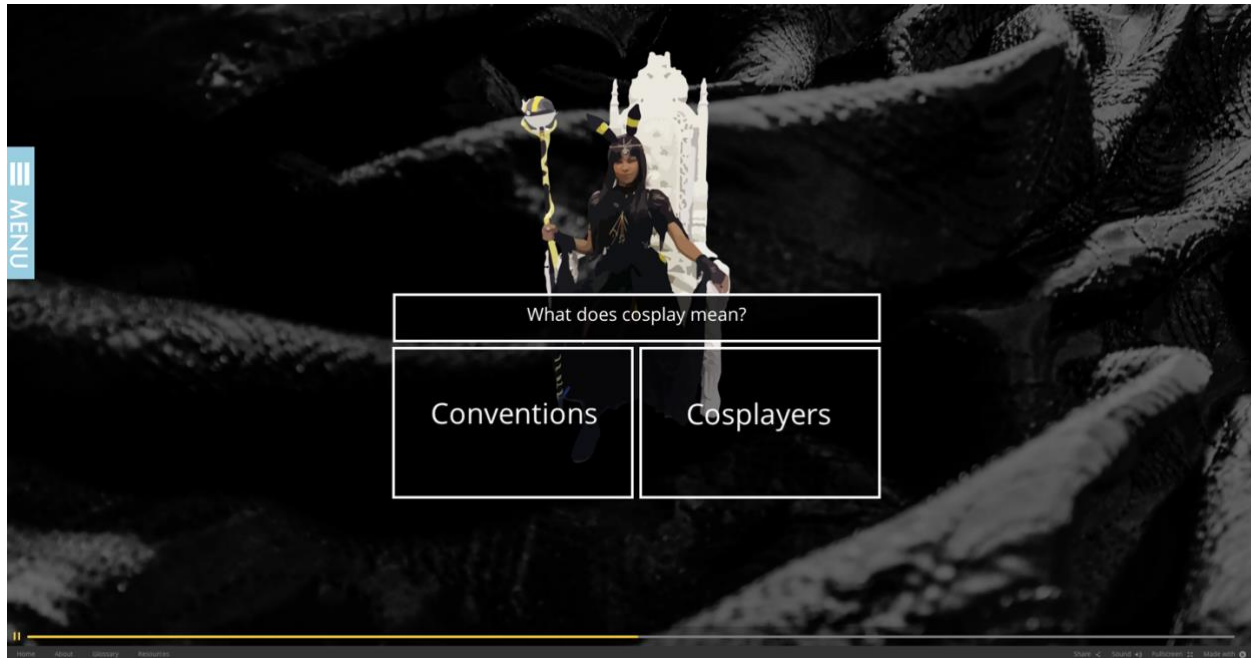 MENU
What does cosplay mean?
Conventions
Cosplayers
Home About Glossary Resources
Share Sound Fullscreen Made with